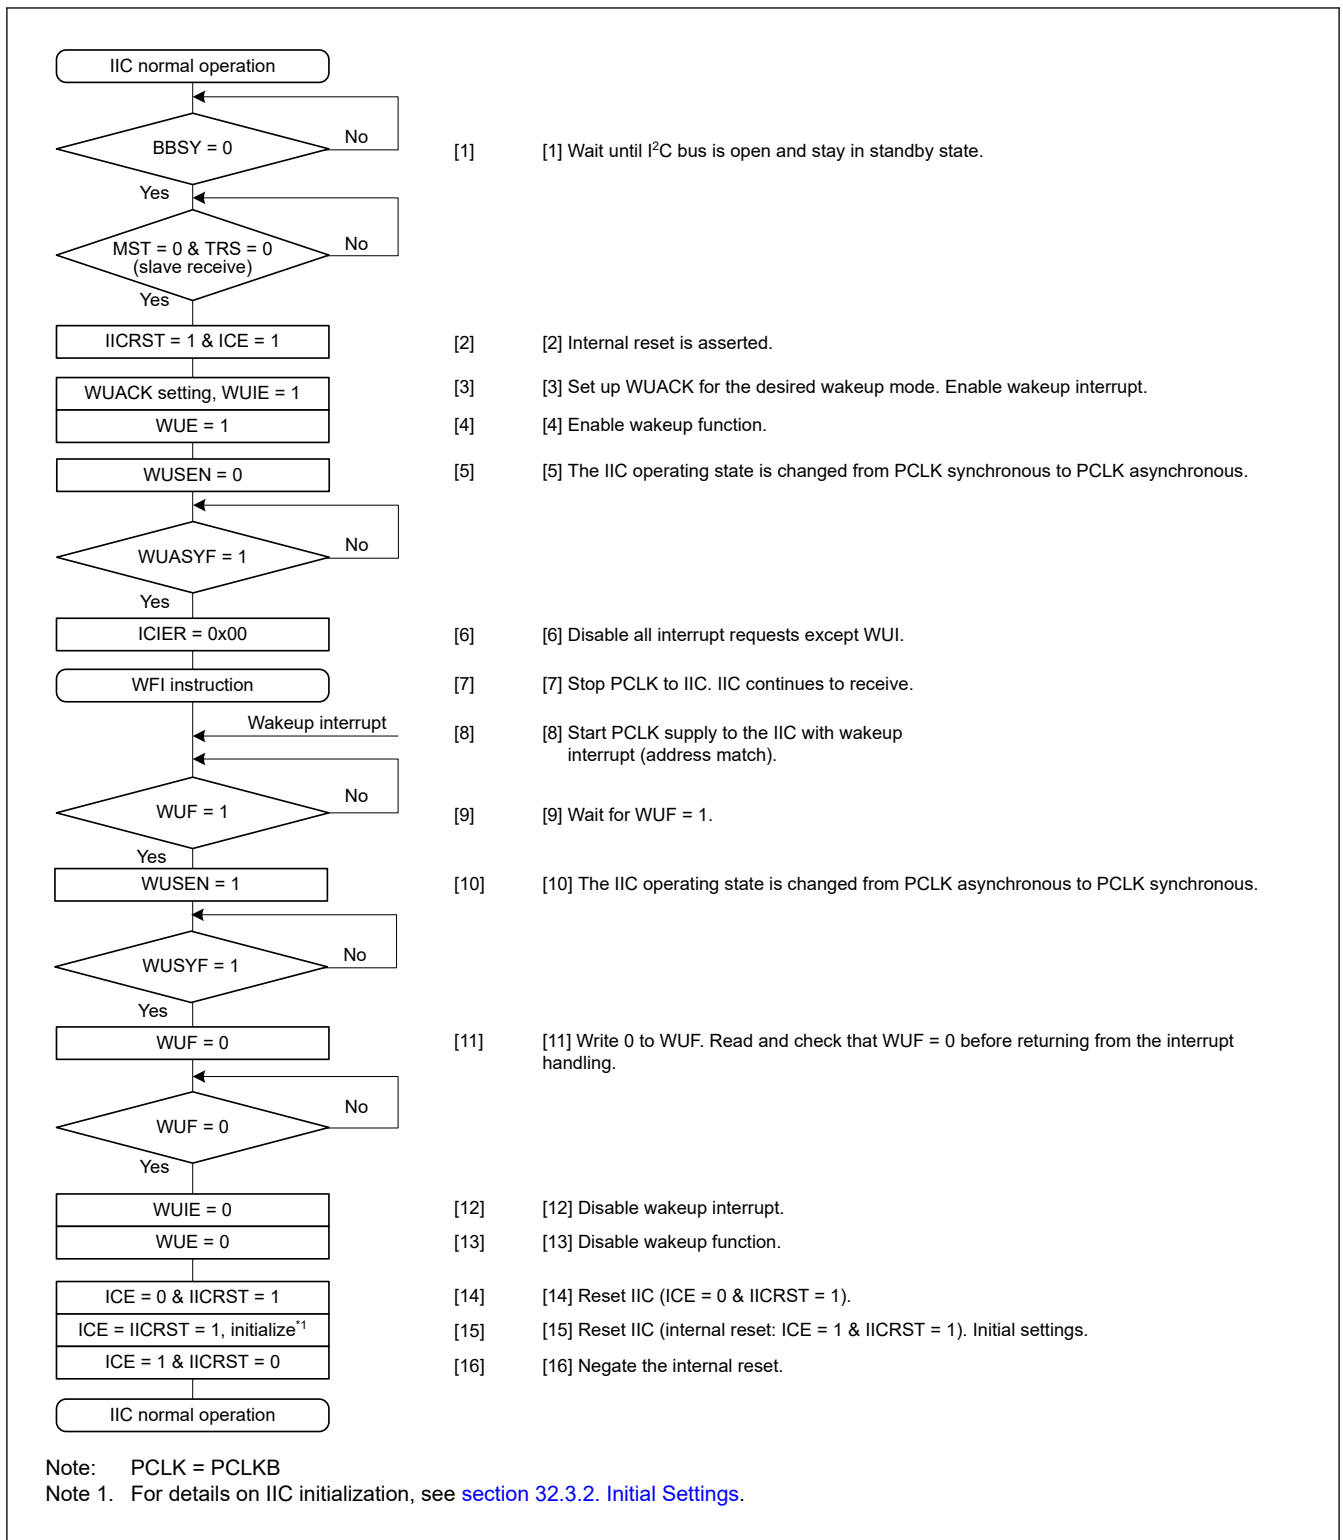 IIC normal operation
BBSY = 0
No
[1] [1] Wait until I²C bus is open and stay in standby state.
Yes
MST = 0 & TRS = 0
(slave receive)
No
Yes
IICRST = 1 & ICE = 1
[2] [2] Internal reset is asserted.
WUACK setting, WUIE = 1
[3] [3] Set up WUACK for the desired wakeup mode. Enable wakeup interrupt.
WUE = 1
[4] [4] Enable wakeup function.
WUSEN = 0
[5] [5] The IIC operating state is changed from PCLK synchronous to PCLK asynchronous.
WUASYF = 1
No
Yes
ICIER = 0x00
[6] [6] Disable all interrupt requests except WUI.
WFI instruction
[7] [7] Stop PCLK to IIC. IIC continues to receive.
Wakeup interrupt
[8] [8] Start PCLK supply to the IIC with wakeup
interrupt (address match).
No
WUF = 1
[9] [9] Wait for WUF = 1.
Yes
WUSEN = 1
[10] [10] The IIC operating state is changed from PCLK asynchronous to PCLK synchronous.
No
WUSYF = 1
Yes
WUF = 0
[11] [11] Write 0 to WUF. Read and check that WUF = 0 before returning from the interrupt
handling.
No
WUF = 0
Yes
WUIE = 0
[12] [12] Disable wakeup interrupt.
WUE = 0
[13] [13] Disable wakeup function.
ICE = 0 & IICRST = 1
[14] [14] Reset IIC (ICE = 0 & IICRST = 1).
ICE = IICRST = 1, initialize*1
[15] [15] Reset IIC (internal reset: ICE = 1 & IICRST = 1). Initial settings.
ICE = 1 & IICRST = 0
[16] [16] Negate the internal reset.
IIC normal operation
Note: PCLK = PCLKB
Note 1. For details on IIC initialization, see section 32.3.2. Initial Settings.